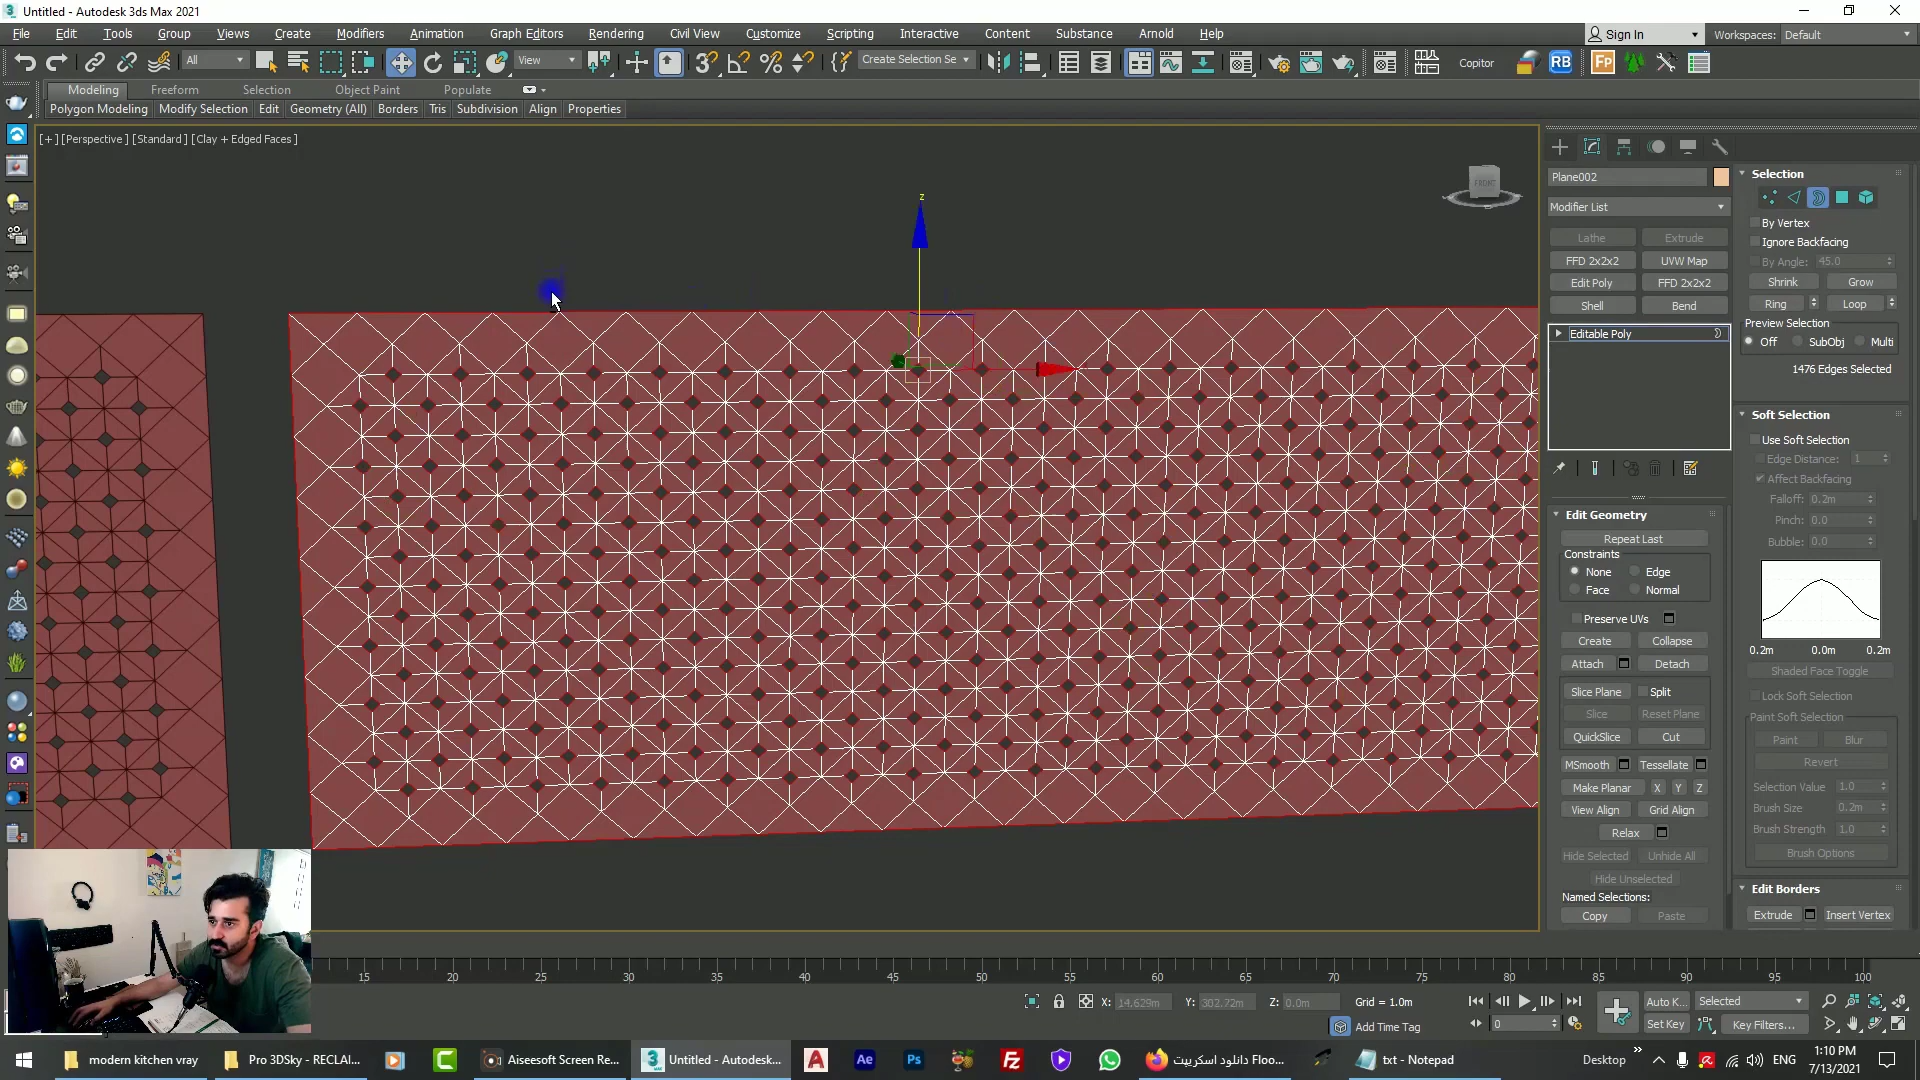 Untitled - Autodesk 3ds Max 2021
File Edit Tools Group Views Create Modifiers Animation Graph Editors Rendering Civil View Customize Scripting Interactive Content Substance Arnold Help
Sign In Workspaces: Default
All View Create Selection Se Copitor RB Fp
Modeling Freeform Selection Object Paint Populate
Polygon Modeling Modify Selection Edit Geometry (All) Borders Tris Subdivision Align Properties
[+] [Perspective] [Standard] [Clay + Edged Faces]
z
FRONT
Plane002
Modifier List
Lathe Extrude
FFD 2x2x2 UVW Map
Edit Poly FFD 2x2x2
Shell Bend
Editable Poly
Edit Geometry
Repeat Last
Constraints
None Edge
Face Normal
Preserve UVs
Create Collapse
Attach Detach
Slice Plane Split
Slice Reset Plane
QuickSlice Cut
MSmooth Tessellate
Make Planar X Y Z
View Align Grid Align
Relax
Hide Selected Unhide All
Hide Unselected
Named Selections:
Copy Paste
Selection
By Vertex
Ignore Backfacing
By Angle: 45.0
Shrink Grow
Ring Loop
Preview Selection
Off SubObj Multi
1476 Edges Selected
Soft Selection
Use Soft Selection
Edge Distance: 1
Affect Backfacing
Falloff: 0.2m
Pinch: 0.0
Bubble: 0.0
0.2m 0.0m 0.2m
Shaded Face Toggle
Lock Soft Selection
Paint Soft Selection
Paint Blur
Revert
Selection Value 1.0
Brush Size 0.2m
Brush Strength 1.0
Brush Options
Edit Borders
Extrude Insert Vertex
15 20 25 30 35 40 45 50 55 60 65 70 75 80 85 90 95 100
X: 14.629m Y: 302.72m Z: 0.0m Grid = 1.0m
Add Time Tag
0
Auto K... Selected
Set Key Key Filters...
modern kitchen vray Pro 3DSky - RECLAI... Aiseesoft Screen Re... Untitled - Autodesk... دانلود اسکریپت Floo... txt - Notepad
Desktop ENG
1:10 PM
7/13/2021